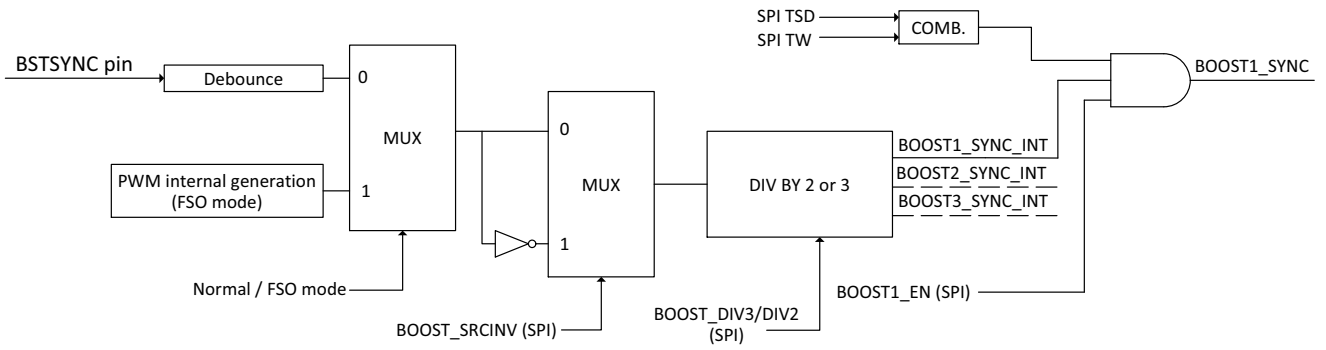 SPI TSD
SPI TW
COMB.
BOOST1_SYNC
BSTSYNC pin
Debounce
0
MUX
1
PWM internal generation
(FSO mode)
Normal / FSO mode
0
MUX
1
BOOST_SRCINV (SPI)
DIV BY 2 or 3
BOOST1_SYNC_INT
BOOST2_SYNC_INT
BOOST3_SYNC_INT
BOOST_DIV3/DIV2
(SPI)
BOOST1_EN (SPI)